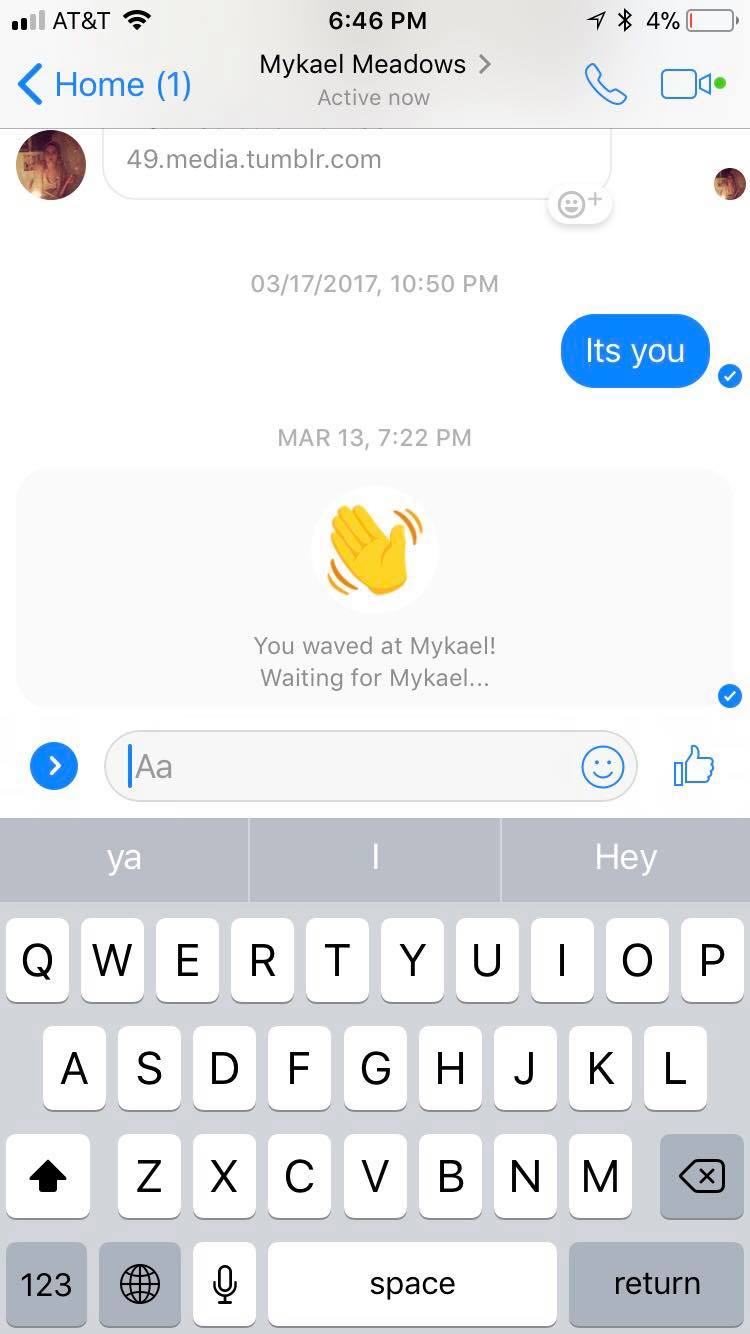 AT&T 6:46 PM 4%
Home (1) Mykael Meadows
Active now
49.media.tumblr.com
03/17/2017, 10:50 PM
Its you
MAR 13, 7:22 PM
You waved at Mykael!
Waiting for Mykael...
Aa
ya I Hey
Q W E R T Y U I O P
A S D F G H J K L
Z X C V B N M
123 space return